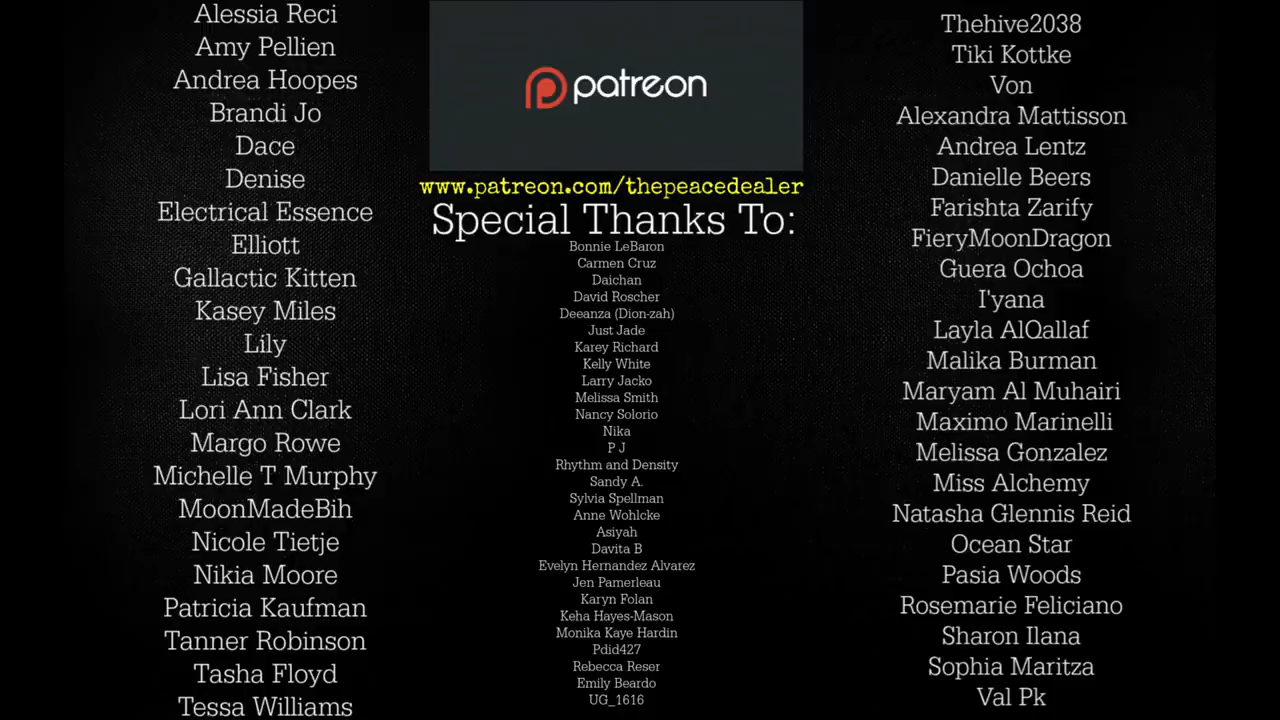 Alessia Reci
Amy Pellien
Andrea Hoopes
Brandi Jo
Dace
Denise
Electrical Essence
Elliott
Gallactic Kitten
Kasey Miles
Lily
Lisa Fisher
Lori Ann Clark
Margo Rowe
Michelle T Murphy
MoonMadeBih
Nicole Tietje
Nikia Moore
Patricia Kaufman
Tanner Robinson
Tasha Floyd
Tessa Williams
patreon
www.patreon.com/thepeacedealer
Special Thanks To:
Bonnie LeBaron
Carmen Cruz
Daichan
David Roscher
Deeanza (Dion-zah)
Just Jade
Karey Richard
Kelly White
Larry Jacko
Melissa Smith
Nancy Solorio
Nika
P J
Rhythm and Density
Sandy A.
Sylvia Spellman
Anne Wohlcke
Asiyah
Davita B
Evelyn Hernandez Alvarez
Jen Pamerleau
Karyn Folan
Keha Hayes-Mason
Monika Kaye Hardin
Pdid427
Rebecca Reser
Emily Beardo
UG_1616
Thehive2038
Tiki Kottke
Von
Alexandra Mattisson
Andrea Lentz
Danielle Beers
Farishta Zarify
FieryMoonDragon
Guera Ochoa
I'yana
Layla AlQallaf
Malika Burman
Maryam Al Muhairi
Maximo Marinelli
Melissa Gonzalez
Miss Alchemy
Natasha Glennis Reid
Ocean Star
Pasia Woods
Rosemarie Feliciano
Sharon Ilana
Sophia Maritza
Val Pk